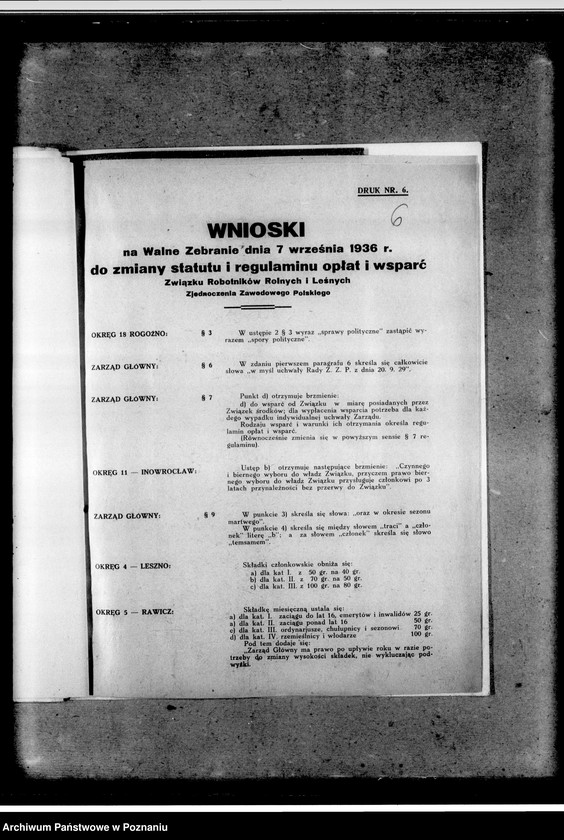 DRUK NR. 6.
6
WNIOSKI
na Walne Zebranie dnia 7 września 1936 r.
do zmiany statutu i regulaminu opłat i wsparć
Związku Robotników Rolnych i Leśnych
Zjednoczenia Zawodowego Polskiego
OKRĘG 18 ROGOŹNO: § 3 W ustępie 2 § 3 wyraz „sprawy polityczne” zastąpić wy-
razem „spory polityczne”.
ZARZĄD GŁÓWNY: § 6 W zdaniu pierwszem paragrafu 6 skreśla się całkowicie
słowa „w myśl uchwały Rady Z. Z. P. z dnia 20. 9. 29”.
ZARZĄD GŁÓWNY: § 7 Punkt d) otrzymuje brzmienie:
d) do wsparć od Związku w miarę posiadanych przez
Związek środków; dla wypłacenia wsparcia potrzeba dla każ-
dego wypadku indywidualnej uchwały Zarządu.
Rodzaju wsparć i warunki ich otrzymania określa regu-
lamin opłat i wsparć.
(Równocześnie zmienia się w powyższym sensie § 7 re-
gulaminu).
OKRĘG 11 — INOWROCŁAW: Ustęp b) otrzymuje następujące brzmienie: „Czynnego
i biernego wyboru do władz Związku, przyczem prawo bier-
nego wyboru do władz Związku przysługuje członkowi po 3
latach przynależności bez przerwy do Związku”.
ZARZĄD GŁÓWNY: § 9 W punkcie 3) skreśla się słowa: „oraz w okresie sezonu
martwego”.
W punkcie 4) skreśla się między słowem „traci” a „czło-
nek” literę „b”, a za słowem „członek” skreśla się słowo
„temsamem”.
OKRĘG 4 — LESZNO: Składki członkowskie obniża się:
a) dla kat I. z 50 gr. na 40 gr.
b) dla kat. II. z 70 gr. na 50 gr.
c) dla kat. III. z 100 gr. na 80 gr.
OKRĘG 5 — RAWICZ: Składkę miesięczną ustala się:
a) dla kat. I. zaciągu do lat 16, emerytów i inwalidów 25 gr.
a) dla kat. II. zaciągu ponad lat 16 50 gr.
c) dla kat. III. ordynarjusze, chałupnicy i sezonowi 70 gr.
d) dla kat. IV. rzemieślnicy i włodarze 100 gr.
Pod tem dodaje się:
„Zarząd Główny ma prawo po upływie roku w razie po-
trzeby do zmiany wysokości składek, nie wykluczając pod-
wyżki.
Archiwum Państwowe w Poznaniu